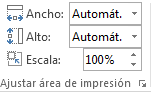 Ancho: Automát.
Alto: Automát.
Escala: 100%
Ajustar área de impresión